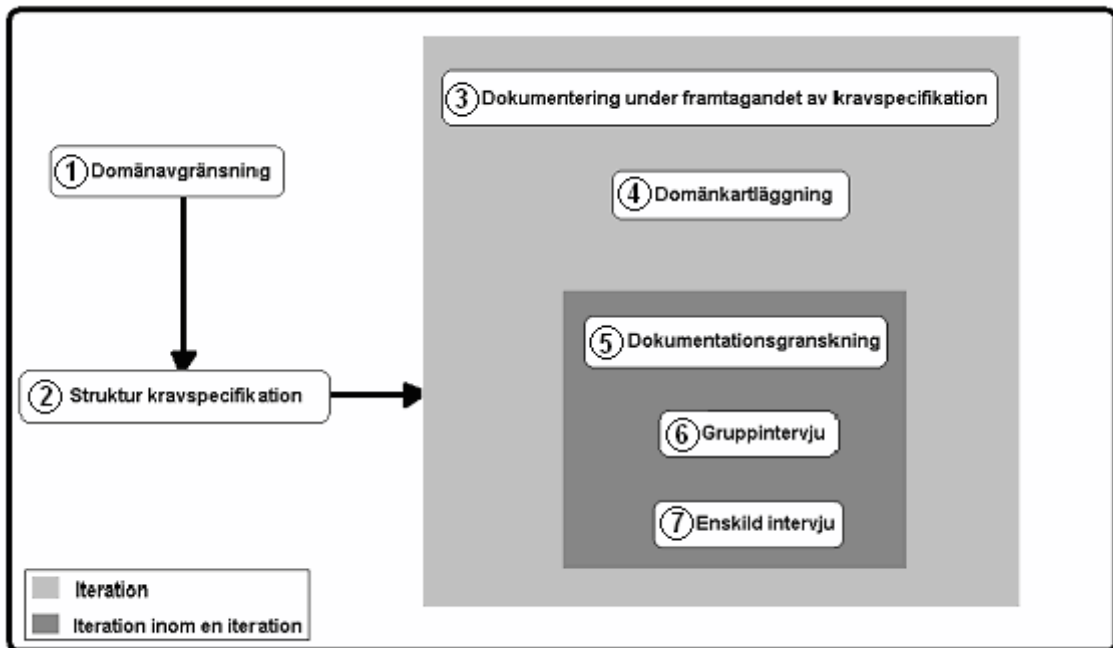 1 Domänavgränsning
2 Struktur kravspecifikation
3 Dokumentering under framtagandet av kravspecifikation
4 Domänkartläggning
5 Dokumentationsgranskning
6 Gruppintervju
7 Enskild intervju
Iteration
Iteration inom en iteration